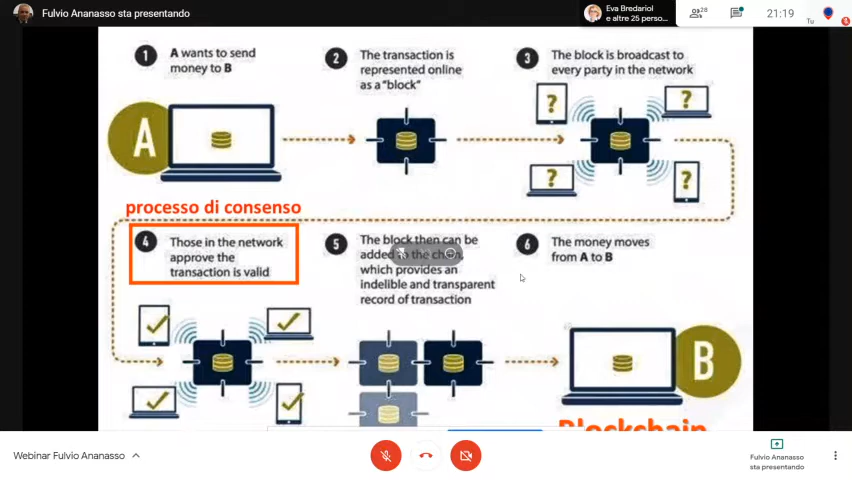 Fulvio Ananasso sta presentando
Eva Bredariol
e altre 25 perso...
28
21:19
Tu
1
A wants to send
money to B
2
The transaction is
represented online
as a “block”
3
The block is broadcast to
every party in the network
A
?
?
?
?
processo di consenso
4
Those in the network
approve the
transaction is valid
5
The block then can be
added to the chain,
which provides an
indelible and transparent
record of transaction
6
The money moves
from A to B
B
Blockchain
Webinar Fulvio Ananasso
Fulvio Ananasso
sta presentando